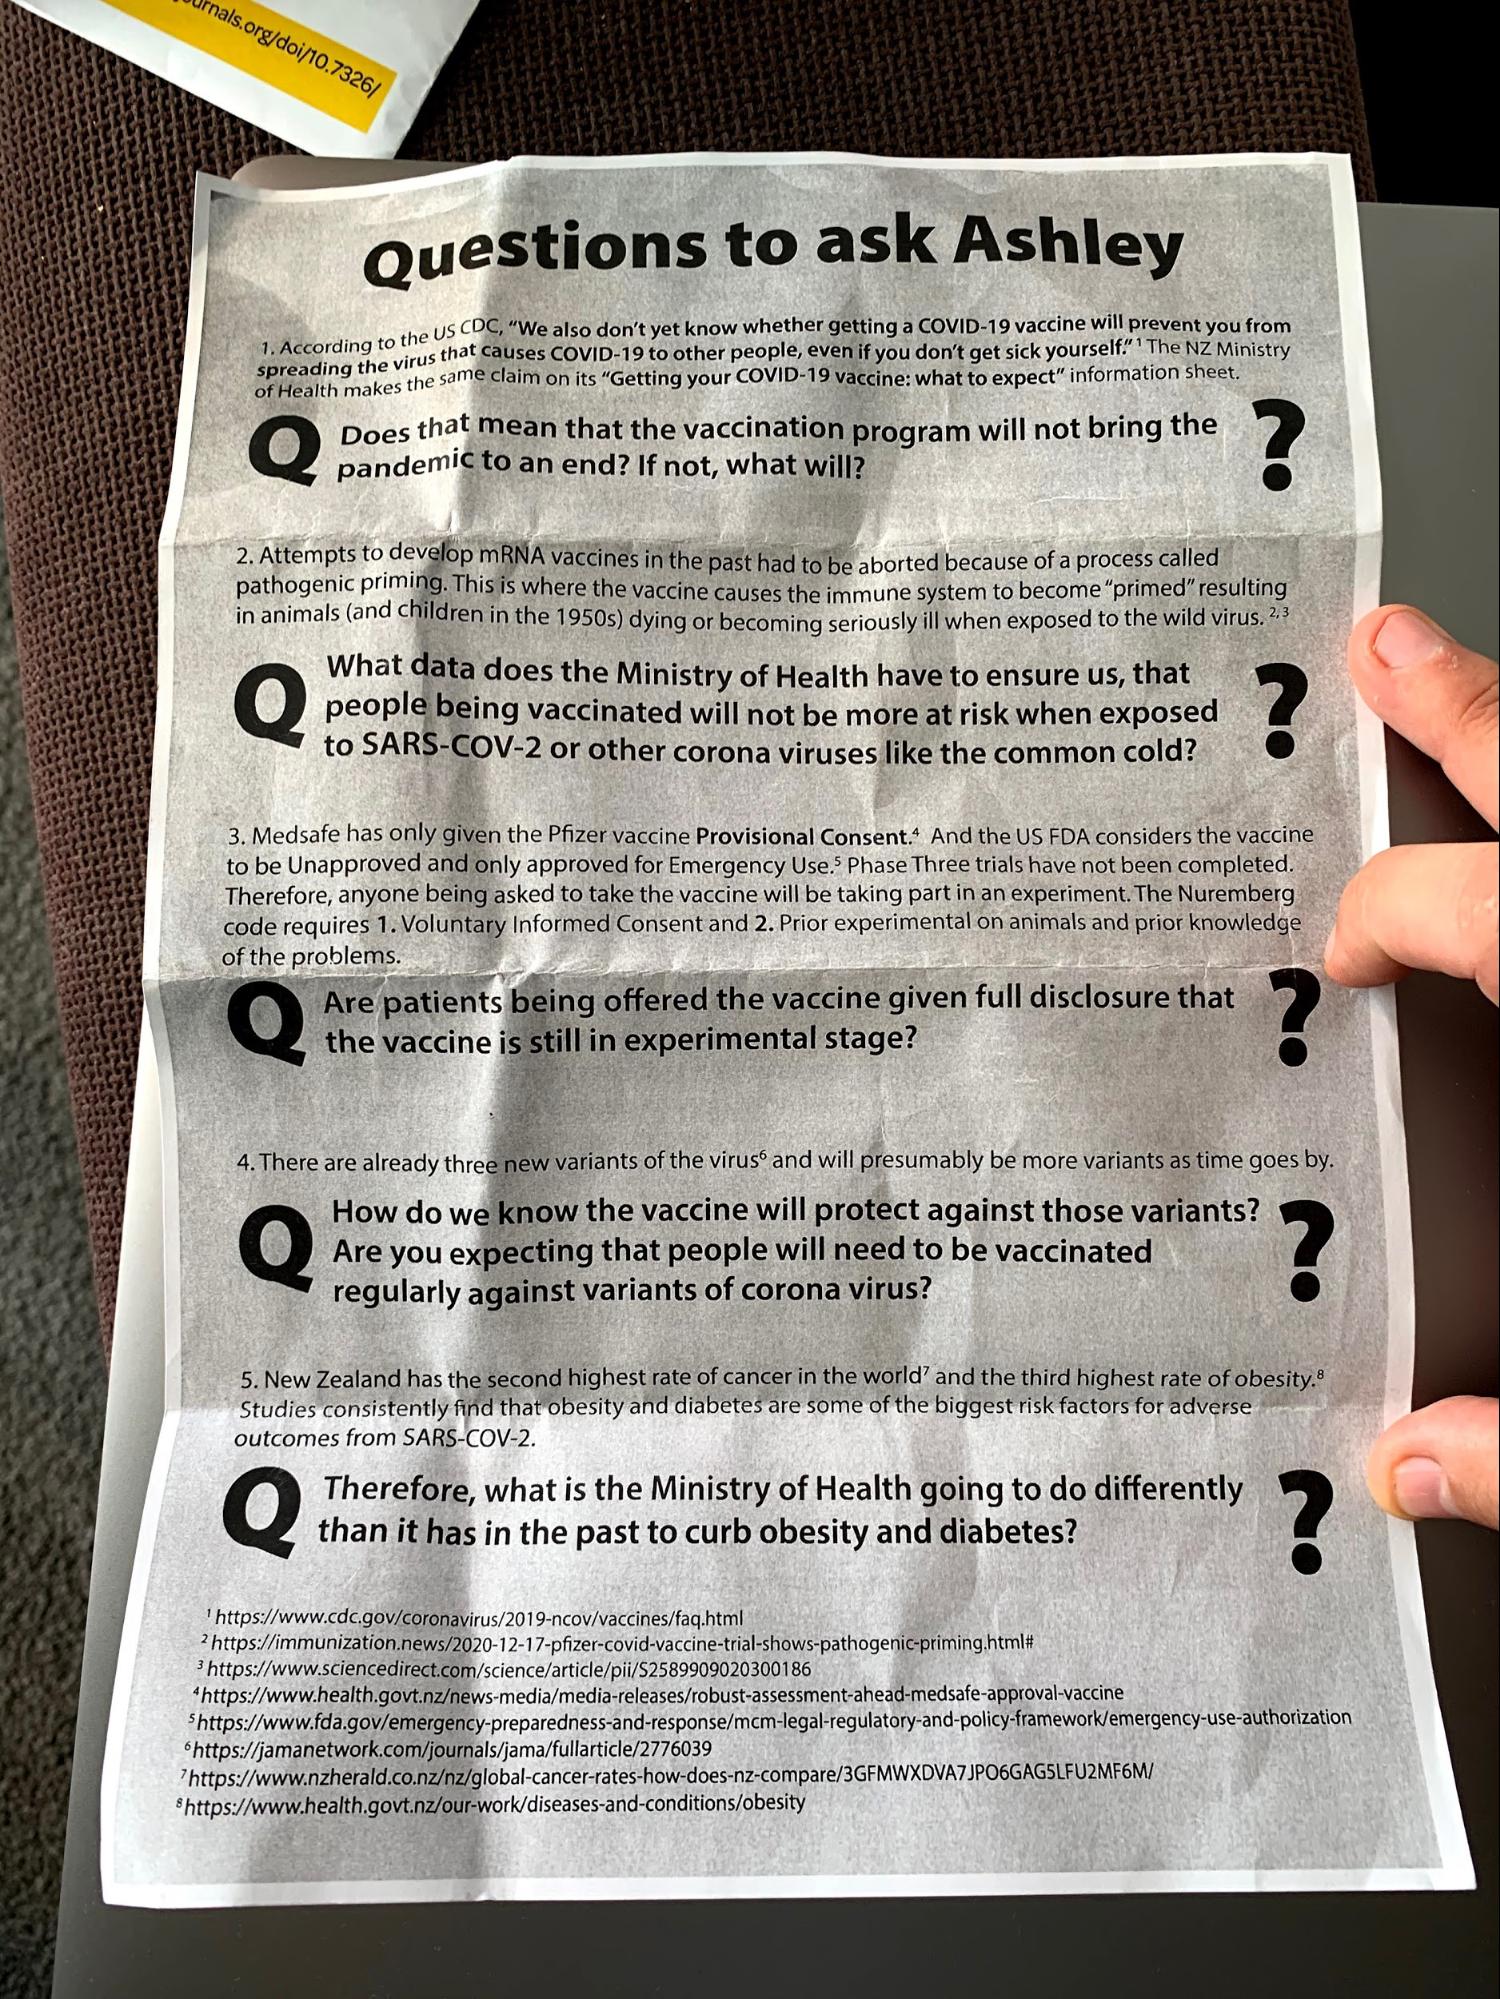 urnals.org/doi/10.7326/
Questions to ask Ashley
1. According to the US CDC, “We also don’t yet know whether getting a COVID-19 vaccine will prevent you from
spreading the virus that causes COVID-19 to other people, even if you don’t get sick yourself.”¹ The NZ Ministry
of Health makes the same claim on its “Getting your COVID-19 vaccine: what to expect” information sheet.
Q Does that mean that the vaccination program will not bring the ?
pandemic to an end? If not, what will?
2. Attempts to develop mRNA vaccines in the past had to be aborted because of a process called
pathogenic priming. This is where the vaccine causes the immune system to become “primed” resulting
in animals (and children in the 1950s) dying or becoming seriously ill when exposed to the wild virus. ²,³
Q What data does the Ministry of Health have to ensure us, that ?
people being vaccinated will not be more at risk when exposed
to SARS-COV-2 or other corona viruses like the common cold?
3. Medsafe has only given the Pfizer vaccine Provisional Consent.⁴ And the US FDA considers the vaccine
to be Unapproved and only approved for Emergency Use.⁵ Phase Three trials have not been completed.
Therefore, anyone being asked to take the vaccine will be taking part in an experiment. The Nuremberg
code requires 1. Voluntary Informed Consent and 2. Prior experimental on animals and prior knowledge
of the problems.
Q Are patients being offered the vaccine given full disclosure that ?
the vaccine is still in experimental stage?
4. There are already three new variants of the virus⁶ and will presumably be more variants as time goes by.
Q How do we know the vaccine will protect against those variants? ?
Are you expecting that people will need to be vaccinated
regularly against variants of corona virus?
5. New Zealand has the second highest rate of cancer in the world⁷ and the third highest rate of obesity.⁸
Studies consistently find that obesity and diabetes are some of the biggest risk factors for adverse
outcomes from SARS-COV-2.
Q Therefore, what is the Ministry of Health going to do differently ?
than it has in the past to curb obesity and diabetes?
¹ https://www.cdc.gov/coronavirus/2019-ncov/vaccines/faq.html
² https://immunization.news/2020-12-17-pfizer-covid-vaccine-trial-shows-pathogenic-priming.html#
³ https://www.sciencedirect.com/science/article/pii/S2589909020300186
⁴ https://www.health.govt.nz/news-media/media-releases/robust-assessment-ahead-medsafe-approval-vaccine
⁵ https://www.fda.gov/emergency-preparedness-and-response/mcm-legal-regulatory-and-policy-framework/emergency-use-authorization
⁶ https://jamanetwork.com/journals/jama/fullarticle/2776039
⁷ https://www.nzherald.co.nz/nz/global-cancer-rates-how-does-nz-compare/3GFMWXDVA7JPO6GAG5LFU2MF6M/
⁸ https://www.health.govt.nz/our-work/diseases-and-conditions/obesity